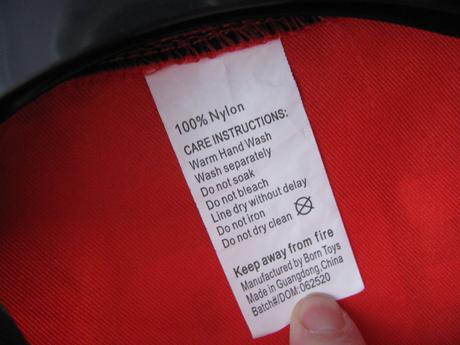 100% Nylon
CARE INSTRUCTIONS:
Warm Hand Wash
Wash separately
Do not soak
Do not bleach
Line dry without delay
Do not iron
Do not dry clean
Keep away from fire
Manufactured by Born Toys
Made in Guangdong,China
Batch#/DOM: 062520